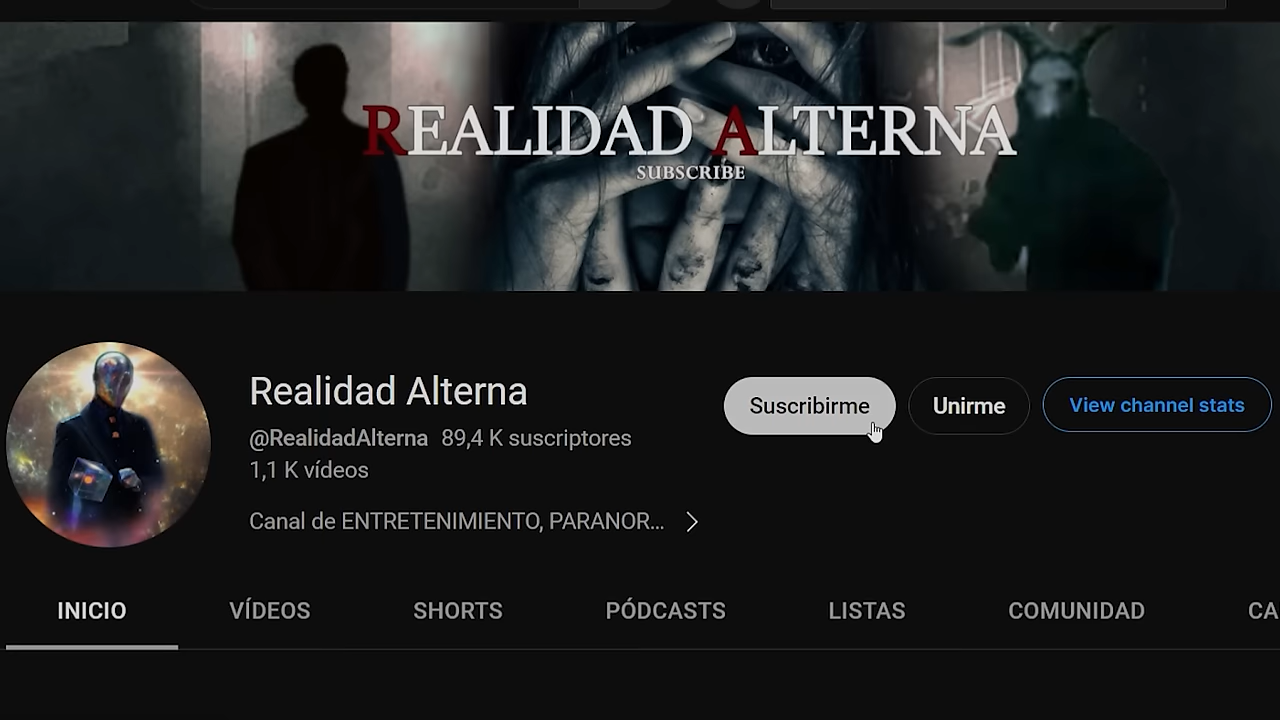 REALIDAD ALTERNA
SUBSCRIBE
Realidad Alterna
@RealidadAlterna 89,4 K suscriptores
1,1 K vídeos
Canal de ENTRETENIMIENTO, PARANOR...
Suscribirme
Unirme
View channel stats
INICIO
VÍDEOS
SHORTS
PÓDCASTS
LISTAS
COMUNIDAD
CA